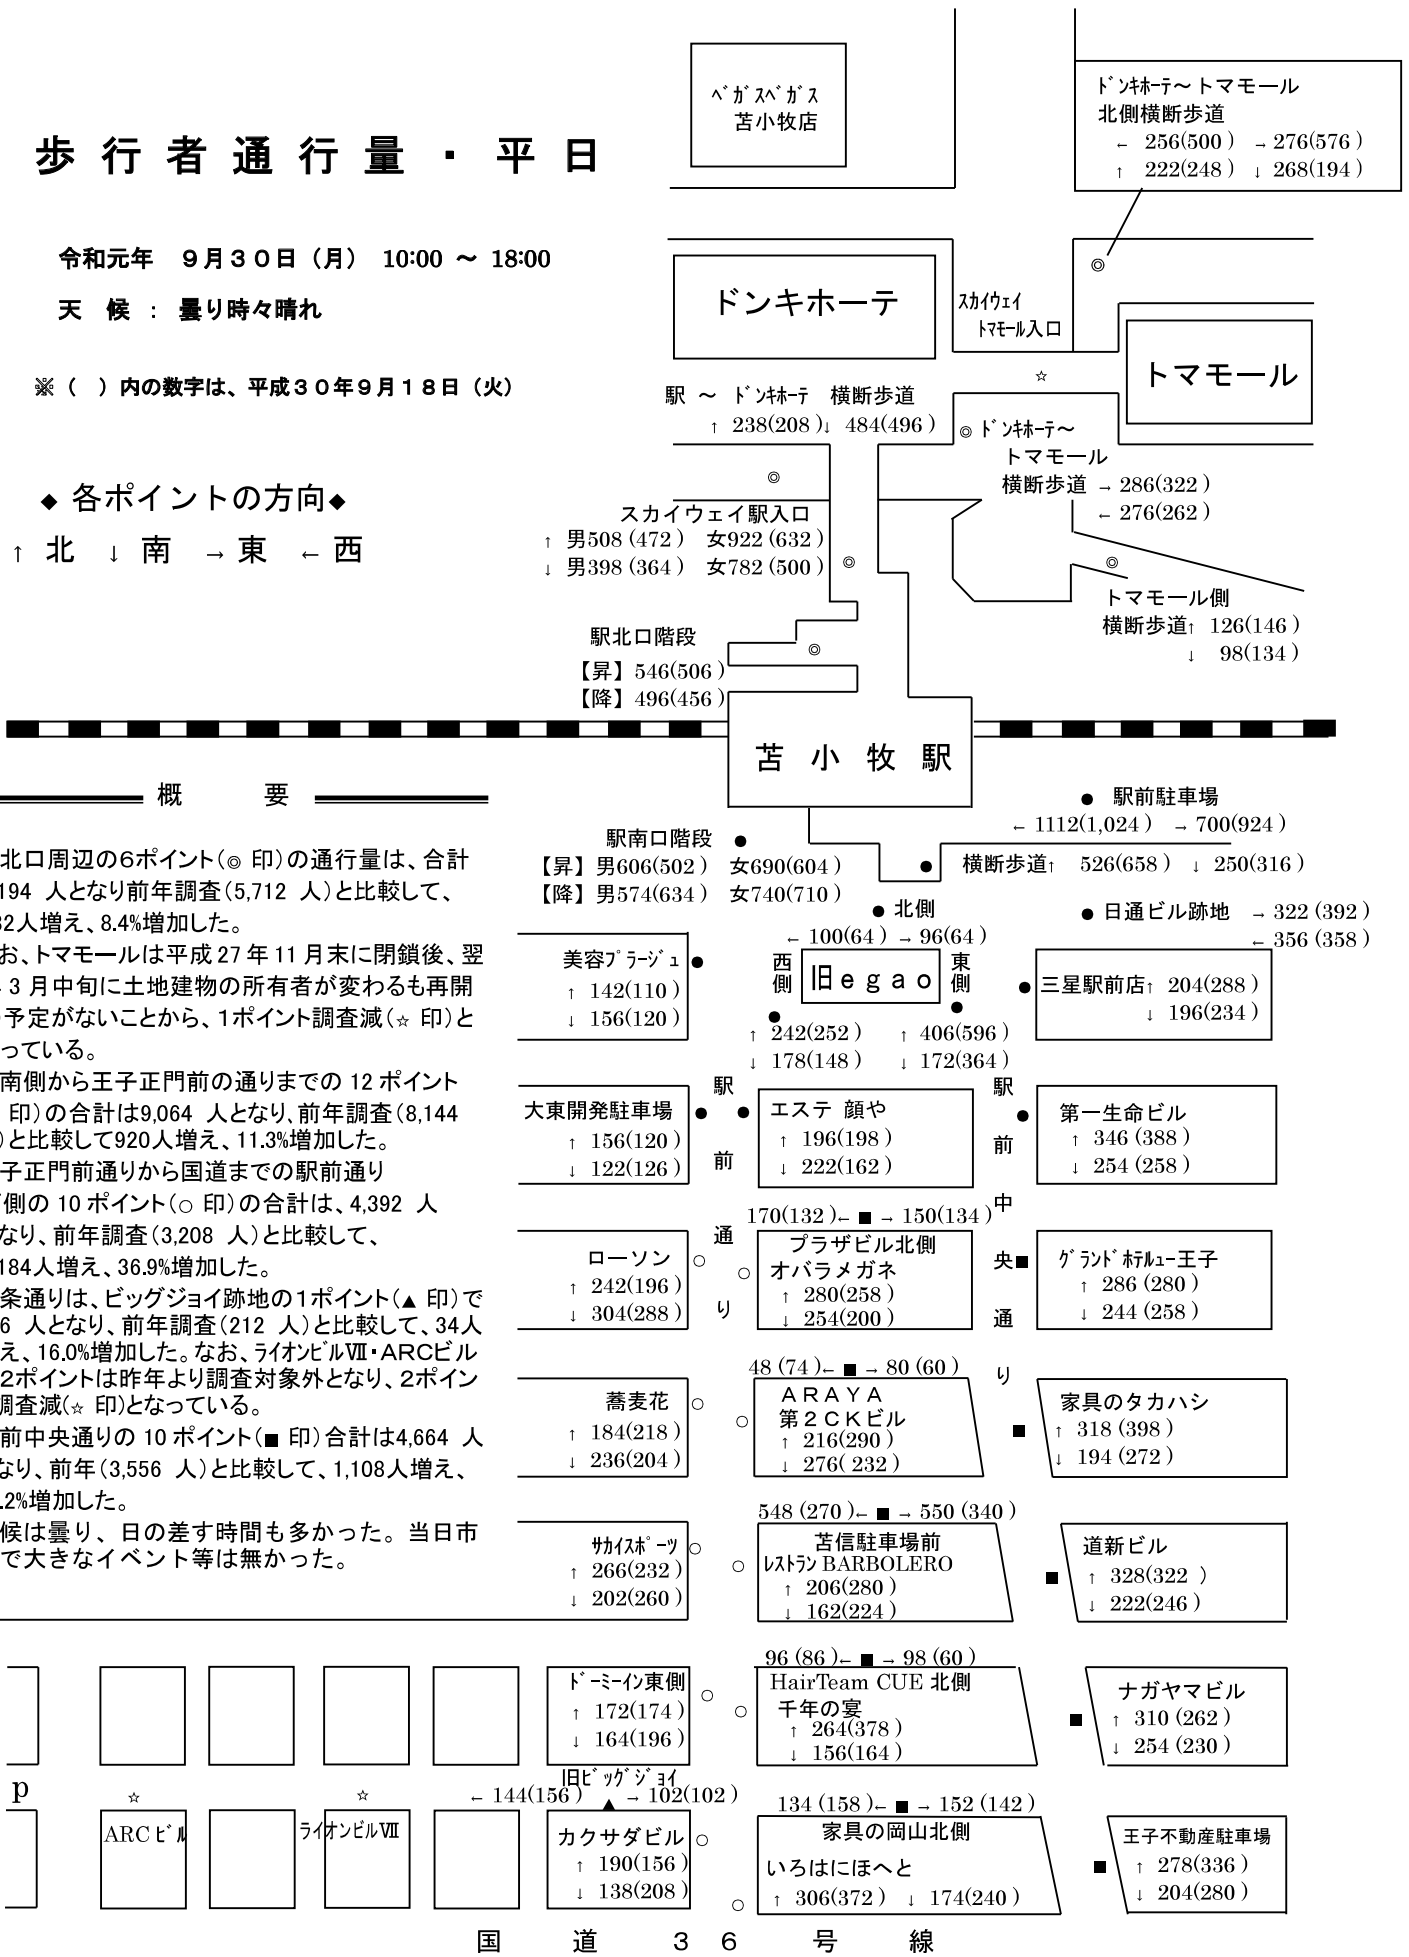 歩行者通行量・平日
令和元年 ９月３０日（月） 10:00 ～ 18:00
天 候 ： 曇り時々晴れ
※（ ）内の数字は、平成３０年９月１８日（火）
◆ 各ポイントの方向◆
↑ 北 ↓ 南 → 東 ← 西
ﾍﾞｶﾞｽﾍﾞｶﾞｽ
苫小牧店
ﾄﾞﾝｷﾎｰﾃ～トマモール
北側横断歩道
← 256(500 ) → 276(576 )
↑ 222(248 ) ↓ 268(194 )
◎
ドンキホーテ
ｽｶｲｳｪｲ
ﾄﾏﾓｰﾙ入口
☆
トマモール
駅 ～ ﾄﾞﾝｷﾎｰﾃ 横断歩道
↑ 238(208 )↓ 484(496 )
◎ ﾄﾞﾝｷﾎｰﾃ～
トマモール
横断歩道 → 286(322 )
← 276(262 )
◎
スカイウェイ駅入口
↑ 男508 (472 ) 女922 (632 )
↓ 男398 (364 ) 女782 (500 ) ◎
◎
トマモール側
横断歩道↑ 126(146 )
↓ 98(134 )
駅北口階段 ◎
【昇】 546(506 )
【降】 496(456 )
苫小牧駅
概 要
北口周辺の6ポイント（◎ 印）の通行量は、合計
194 人となり前年調査（5,712 人）と比較して、
82人増え、8.4%増加した。
お、トマモールは平成 27 年 11 月末に閉鎖後、翌
3 月中旬に土地建物の所有者が変わるも再開
予定がないことから、1ポイント調査減（☆ 印）と
っている。
南側から王子正門前の通りまでの 12 ポイント
印）の合計は9,064 人となり、前年調査（8,144
）と比較して920人増え、11.3%増加した。
子正門前通りから国道までの駅前通り
側の 10 ポイント（○ 印）の合計は、4,392 人
なり、前年調査（3,208 人）と比較して、
184人増え、36.9%増加した。
条通りは、ビッグジョイ跡地の１ポイント（▲ 印）で
6 人となり、前年調査（212 人）と比較して、34人
え、16.0%増加した。なお、ﾗｲｵﾝﾋﾞﾙⅦ・ARCビル
2ポイントは昨年より調査対象外となり、2ポイン
調査減（☆ 印）となっている。
前中央通りの 10 ポイント（■ 印）合計は4,664 人
なり、前年（3,556 人）と比較して、1,108人増え、
.2%増加した。
候は曇り、日の差す時間も多かった。当日市
で大きなイベント等は無かった。
● 駅前駐車場
← 1112(1,024 ) → 700(924 )
駅南口階段 ●
【昇】 男606(502 ) 女690(604 )
【降】 男574(634 ) 女740(710 )
● 横断歩道↑ 526(658 ) ↓ 250(316 )
● 北側
← 100(64 ) → 96(64 )
● 日通ビル跡地 → 322 (392 )
← 356 (358 )
美容ﾌﾟﾗｰｼﾞｭ ●
↑ 142(110 )
↓ 156(120 )
西側
旧ｅｇａｏ
東側
● ●
↑ 242(252 ) ↑ 406(596 )
↓ 178(148 ) ↓ 172(364 )
● 三星駅前店↑ 204(288 )
↓ 196(234 )
駅前通り
駅前中央通り
大東開発駐車場 ●
↑ 156(120 )
↓ 122(126 )
● エステ 顔や
↑ 196(198 )
↓ 222(162 )
● 第一生命ビル
↑ 346 (388 )
↓ 254 (258 )
170(132 )← ■ → 150(134 )
ローソン ○
↑ 242(196 )
↓ 304(288 )
プラザビル北側
○ オバラメガネ
↑ 280(258 )
↓ 254(200 )
■ ｸﾞﾗﾝﾄﾞﾎﾃﾙﾆｭｰ王子
↑ 286 (280 )
↓ 244 (258 )
48 (74 )← ■ → 80 (60 )
蕎麦花 ○
↑ 184(218 )
↓ 236(204 )
ＡＲＡＹＡ
○ 第２ＣＫビル
↑ 216(290 )
↓ 276( 232 )
■ 家具のタカハシ
↑ 318 (398 )
↓ 194 (272 )
548 (270 )← ■ → 550 (340 )
ｻｶｲｽﾎﾟｰﾂ ○
↑ 266(232 )
↓ 202(260 )
苫信駐車場前
○ ﾚｽﾄﾗﾝ BARBOLERO
↑ 206(280 )
↓ 162(224 )
■ 道新ビル
↑ 328(322 )
↓ 222(246 )
96 (86 )← ■ → 98 (60 )
ﾄﾞｰﾐｰｲﾝ東側 ○
↑ 172(174 )
↓ 164(196 )
HairTeam CUE 北側
○ 千年の宴
↑ 264(378 )
↓ 156(164 )
■ ナガヤマビル
↑ 310 (262 )
↓ 254 (230 )
p ☆ ☆
旧ﾋﾞｯｸﾞｼﾞｮｲ
← 144(156 ) ▲ → 102(102 )
134 (158 )← ■ → 152 (142 )
ARC ﾋﾞﾙ
ﾗｲオンビルⅦ
カクサダビル ○
↑ 190(156 )
↓ 138(208 )
家具の岡山北側
いろはにほへと
○ ↑ 306(372 ) ↓ 174(240 )
王子不動産駐車場
■ ↑ 278(336 )
↓ 204(280 )
国 道 ３ ６ 号 線